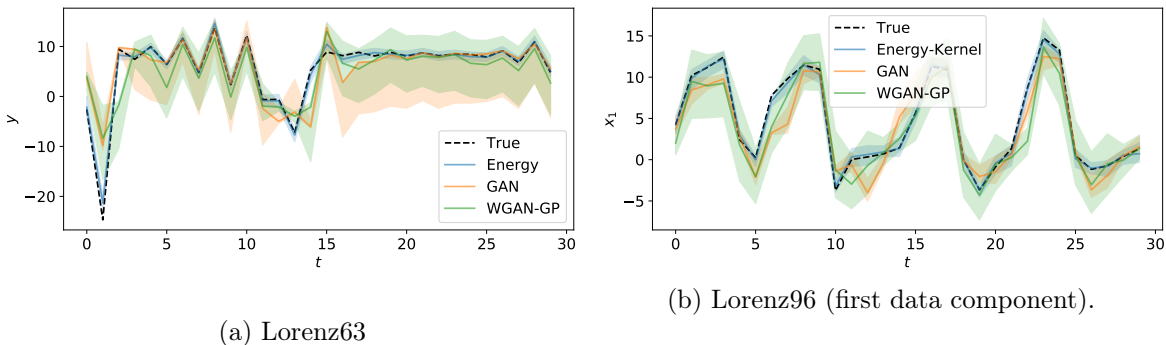 10
0
−10
−20
y
0 5 10 15 20 25 30
t
True
Energy
GAN
WGAN-GP
(a) Lorenz63
15
10
5
0
−5
x₁
0 5 10 15 20 25 30
t
True
Energy-Kernel
GAN
WGAN-GP
(b) Lorenz96 (first data component).